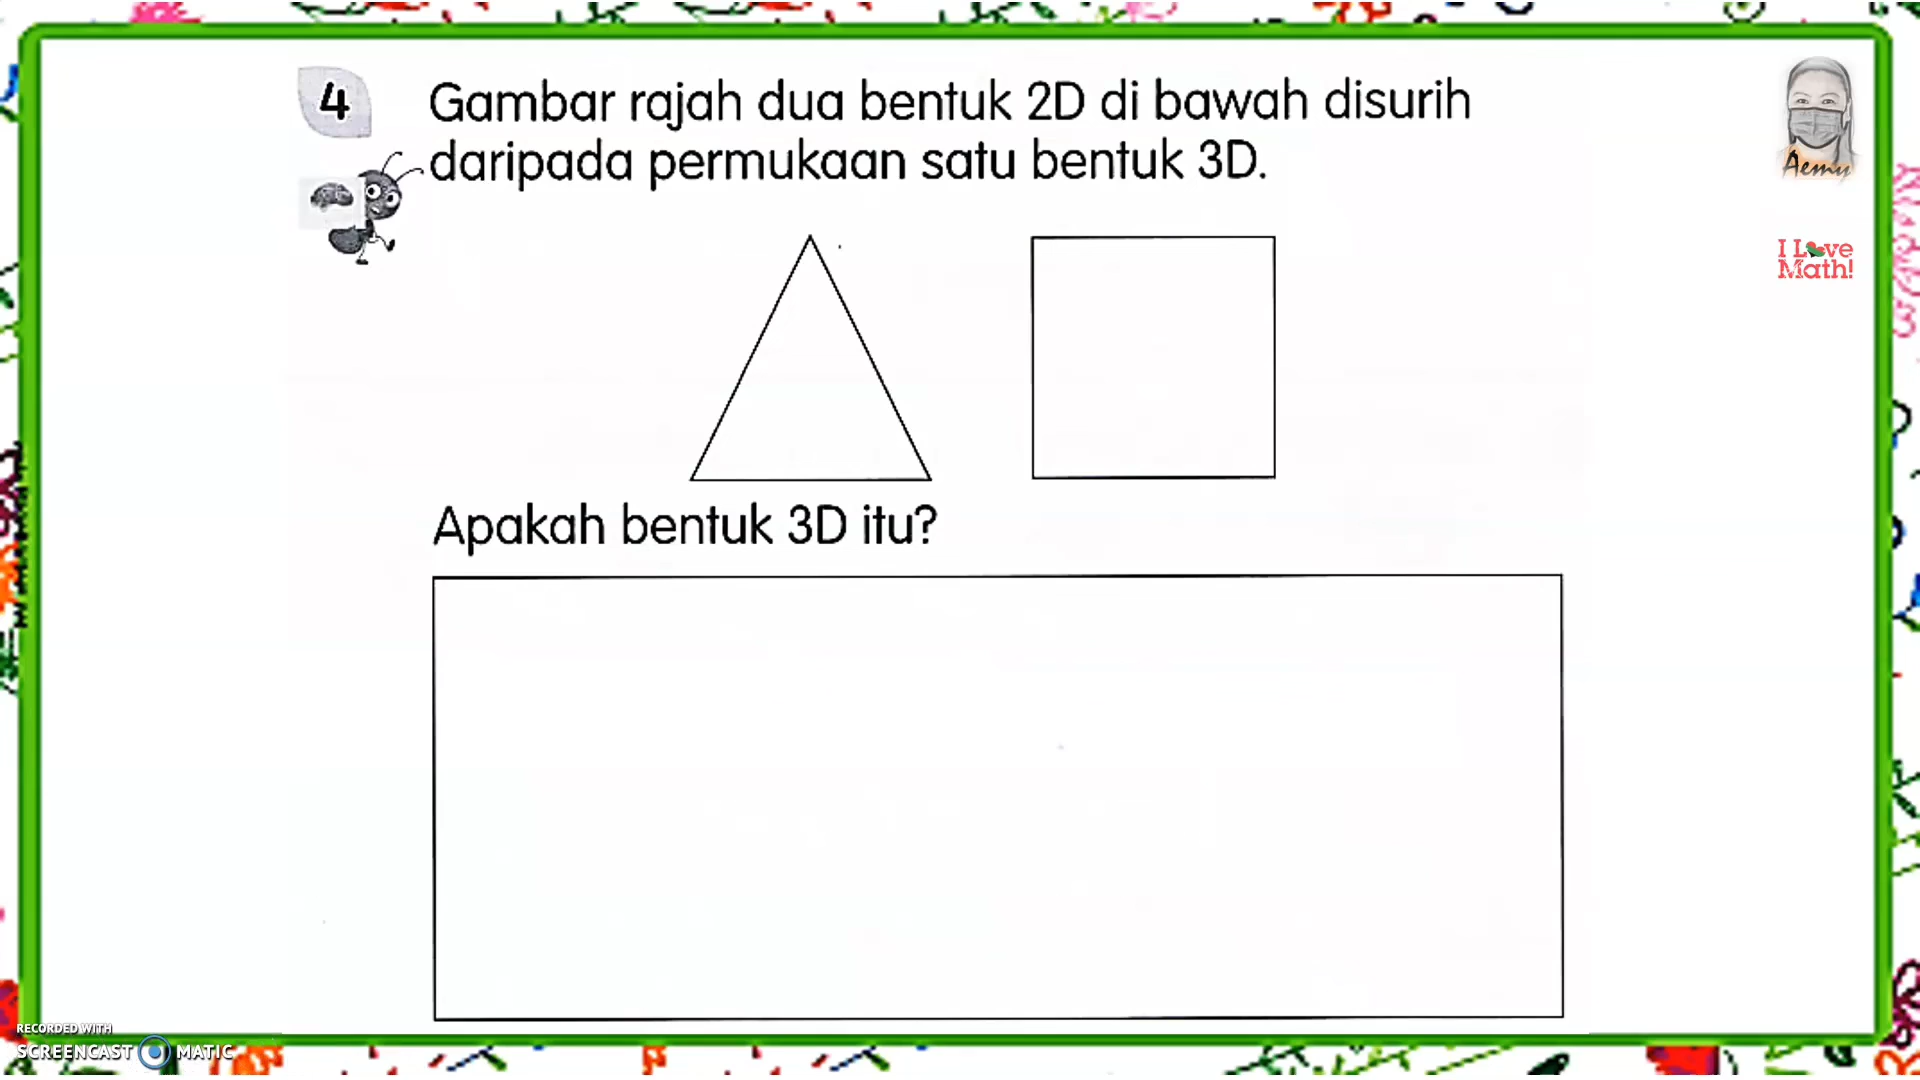 4
Gambar rajah dua bentuk 2D di bawah disurih
daripada permukaan satu bentuk 3D.
Aemy
I Love
Math!
Apakah bentuk 3D itu?
RECORDED WITH
SCREENCAST MATIC